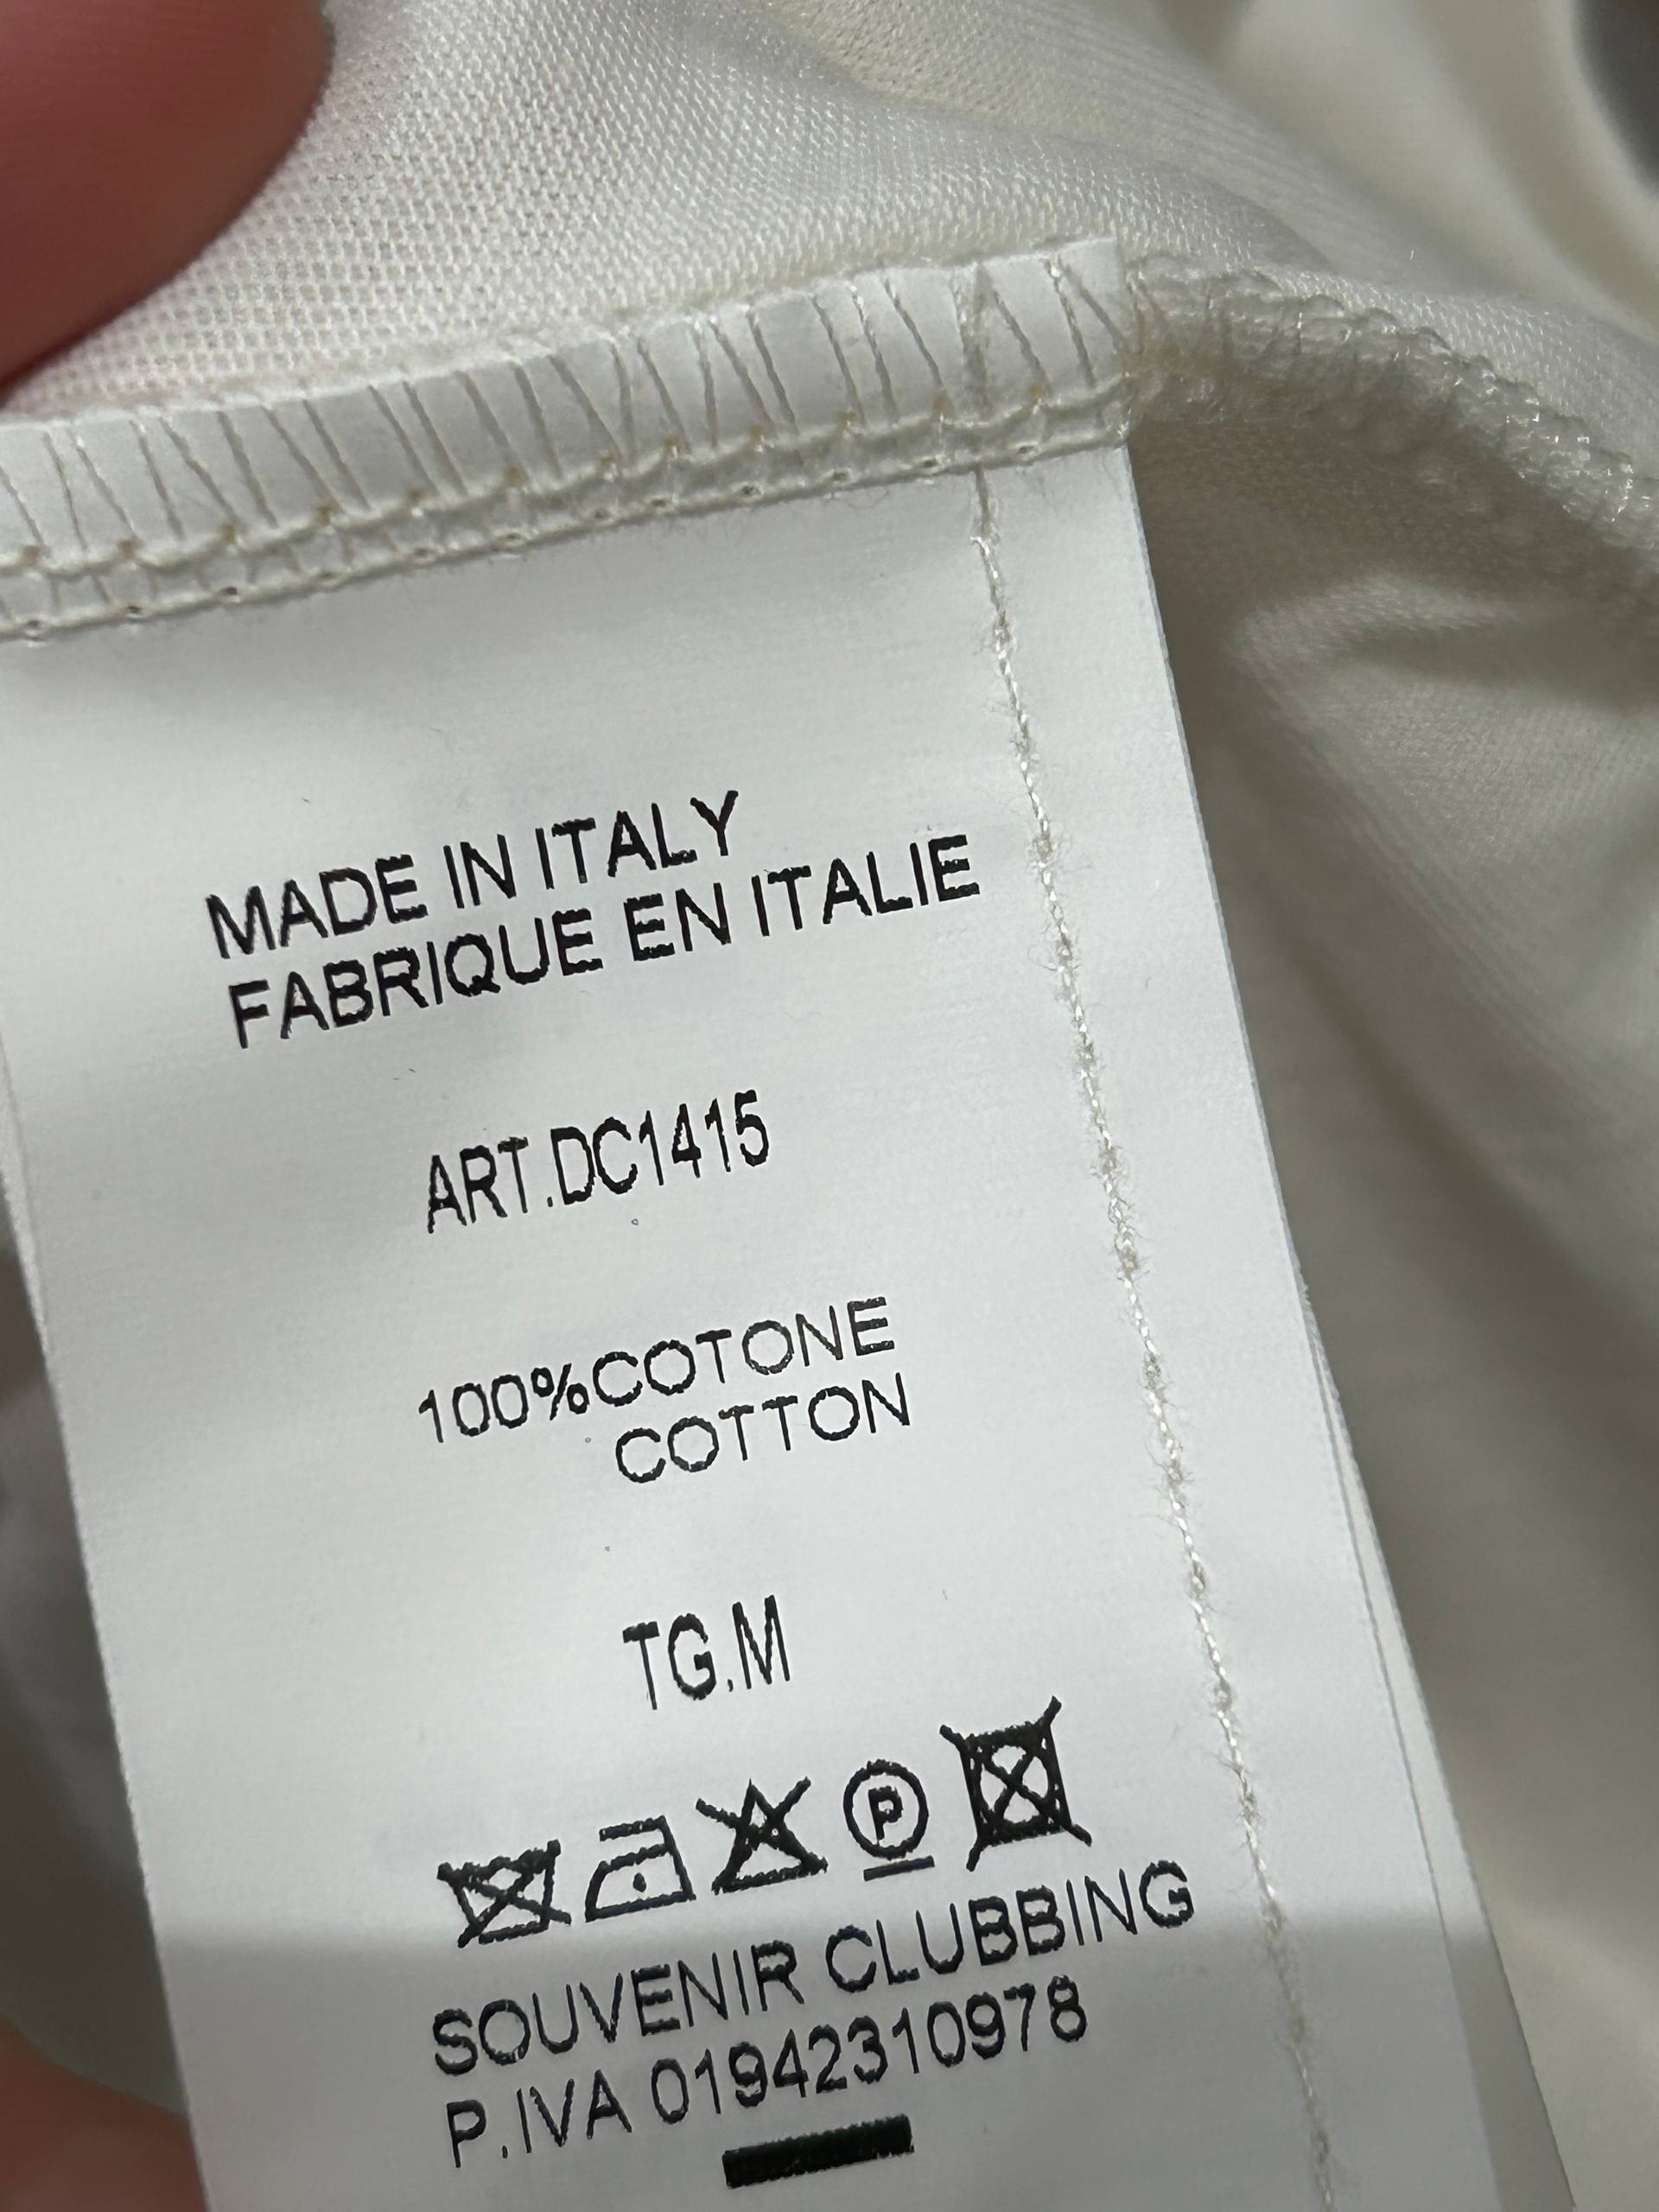 MADE IN ITALY
FABRIQUE EN ITALIE
ART.DC1415
100%COTONE
COTTON
TG.M
P
SOUVENIR CLUBBING
P.IVA 01942310978